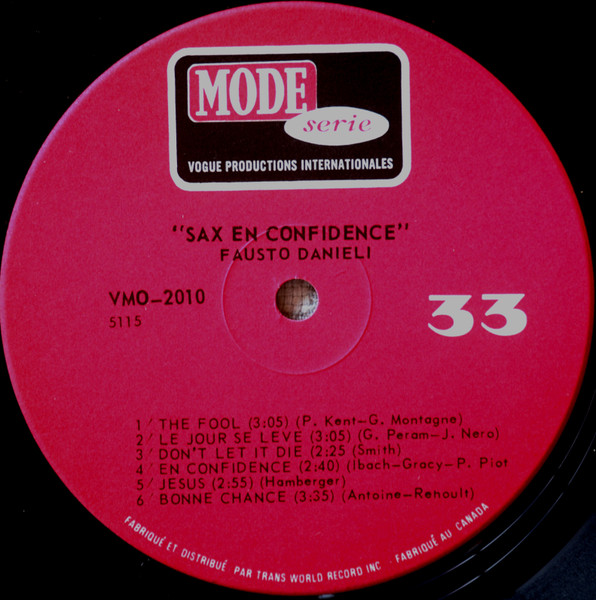 MODE
serie
VOGUE PRODUCTIONS INTERNATIONALES
"SAX EN CONFIDENCE"
FAUSTO DANIELI
VMO-2010
5115
33
1/ THE FOOL (3:05) (P. Kent-G. Montagne)
2/ LE JOUR SE LEVE (3:05) (G. Peram-J. Nero)
3/ DON'T LET IT DIE (2:25 (Smith)
4/ EN CONFIDENCE (2:40) (Ibach-Gracy-P. Piot
5/ JESUS (2:55) (Hamberger)
6/ BONNE CHANCE (3:35) (Antoine-Rehoult)
FABRIQUÉ ET DISTRIBUÉ PAR TRANS WORLD RECORD INC - FABRIQUÉ AU CANADA